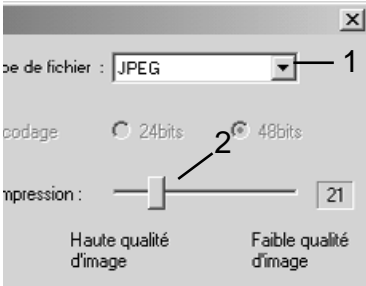 pe de fichier : JPEG 1
codage 24bits 48bits
2
mpression : 21
Haute qualité Faible qualité
d'image d'image